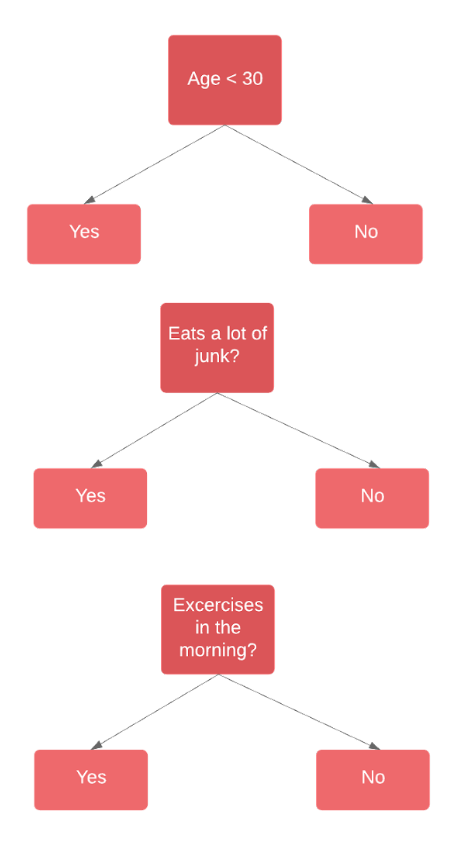 Age < 30
Yes
No
Eats a lot of
junk?
Yes
No
Excercises
in the
morning?
Yes
No